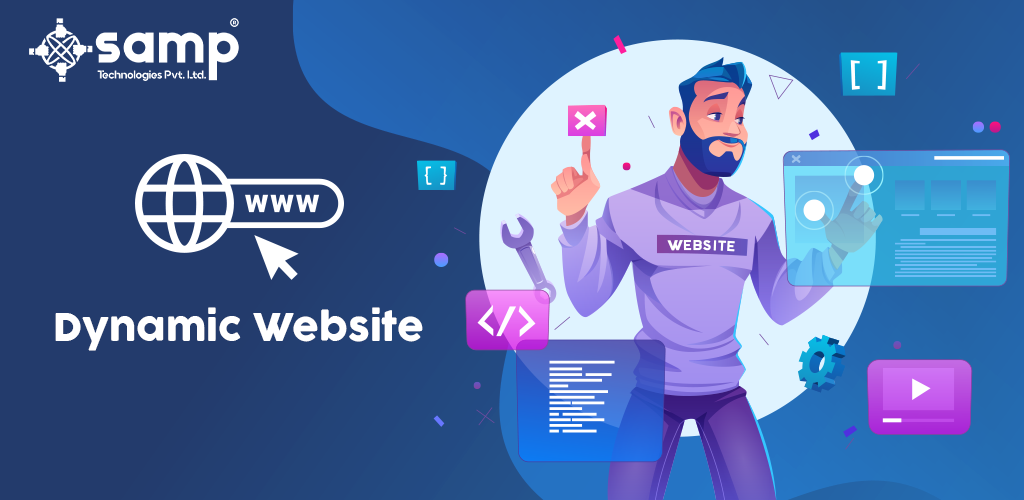 samp®
Technologies Pvt. Ltd.
www
Dynamic Website
{ }
[ ]
WEBSITE
</>